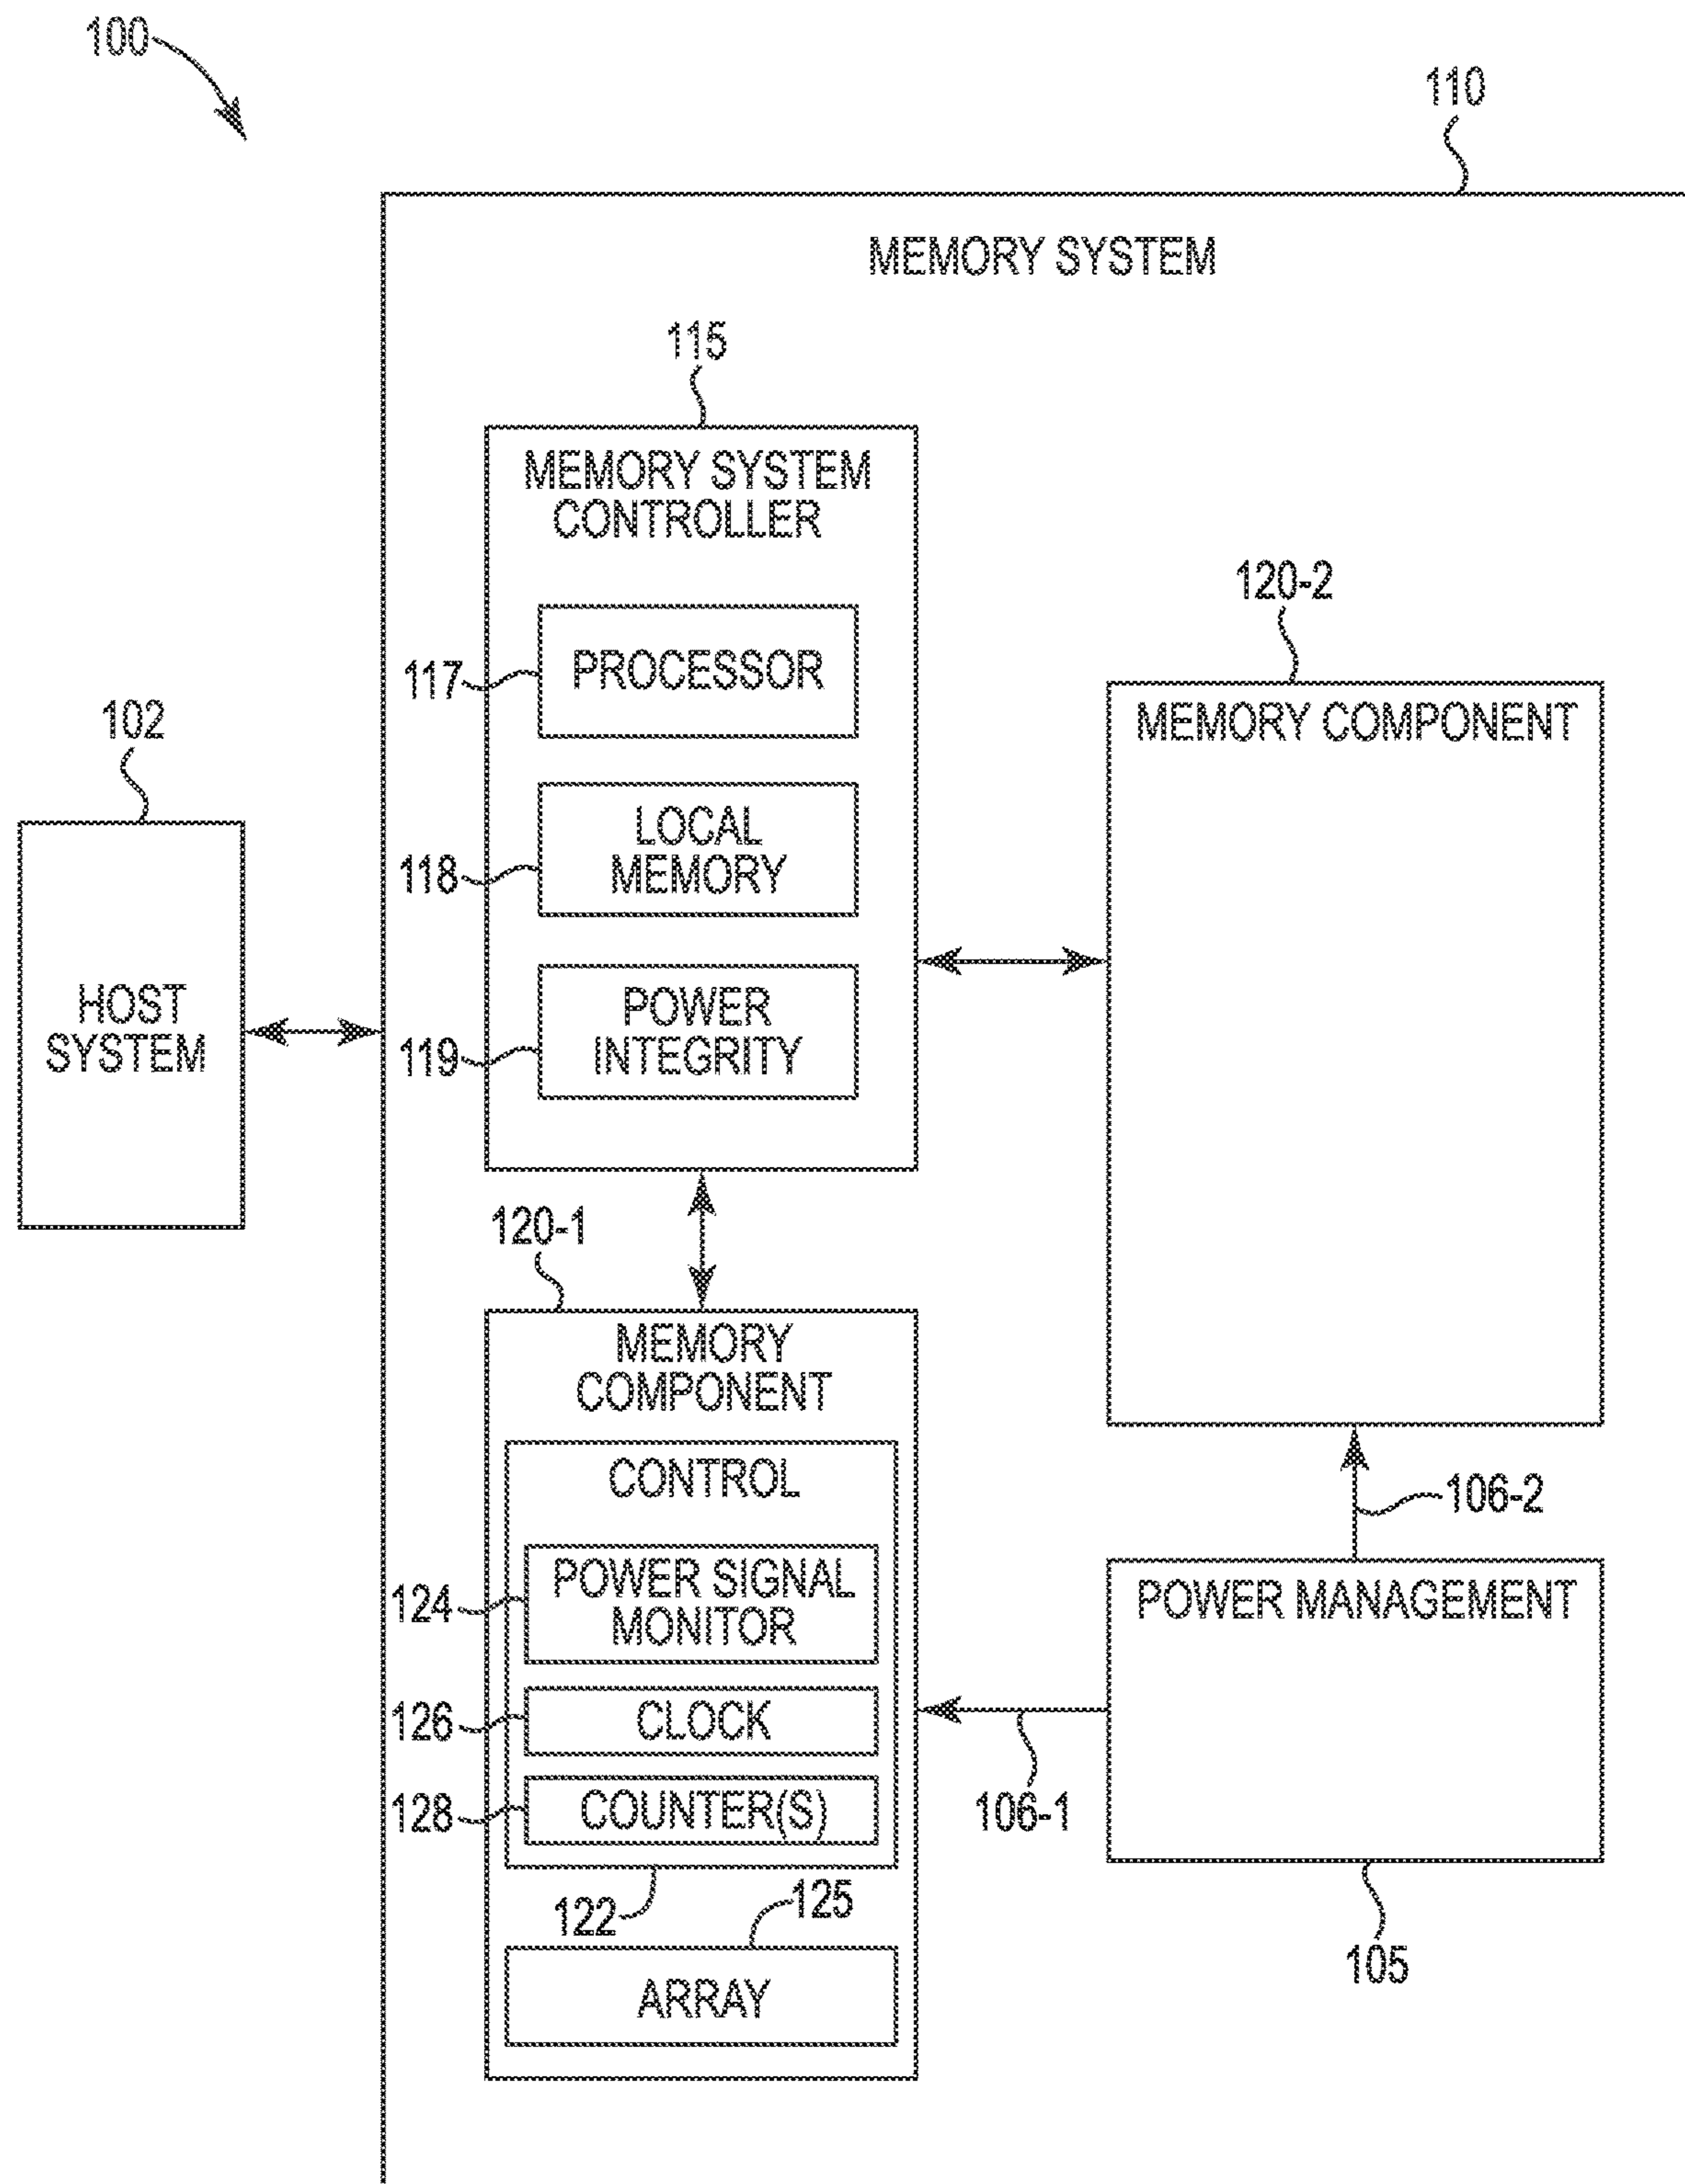 100
110
MEMORY SYSTEM
115
MEMORY SYSTEM
CONTROLLER
117
PROCESSOR
118
LOCAL
MEMORY
119
POWER
INTEGRITY
102
HOST
SYSTEM
120-2
MEMORY COMPONENT
120-1
MEMORY
COMPONENT
CONTROL
124
POWER SIGNAL
MONITOR
126
CLOCK
128
COUNTER(S)
122
125
ARRAY
106-2
POWER MANAGEMENT
106-1
105